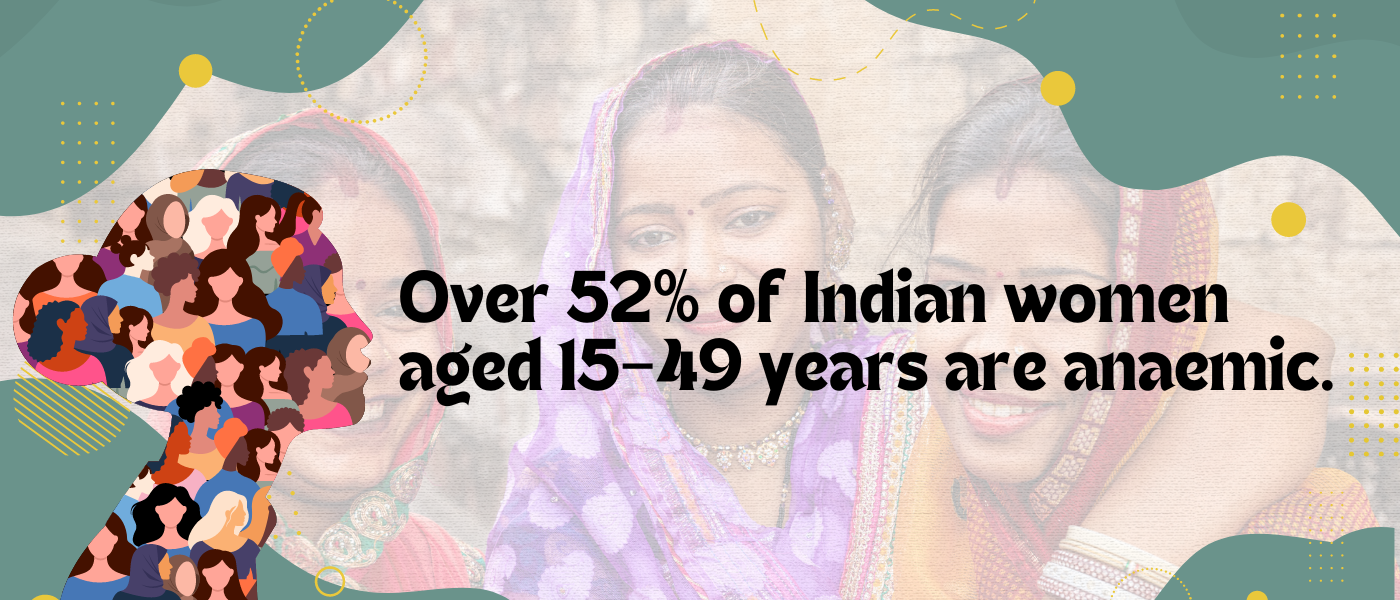 Over 52% of Indian women
aged 15–49 years are anaemic.